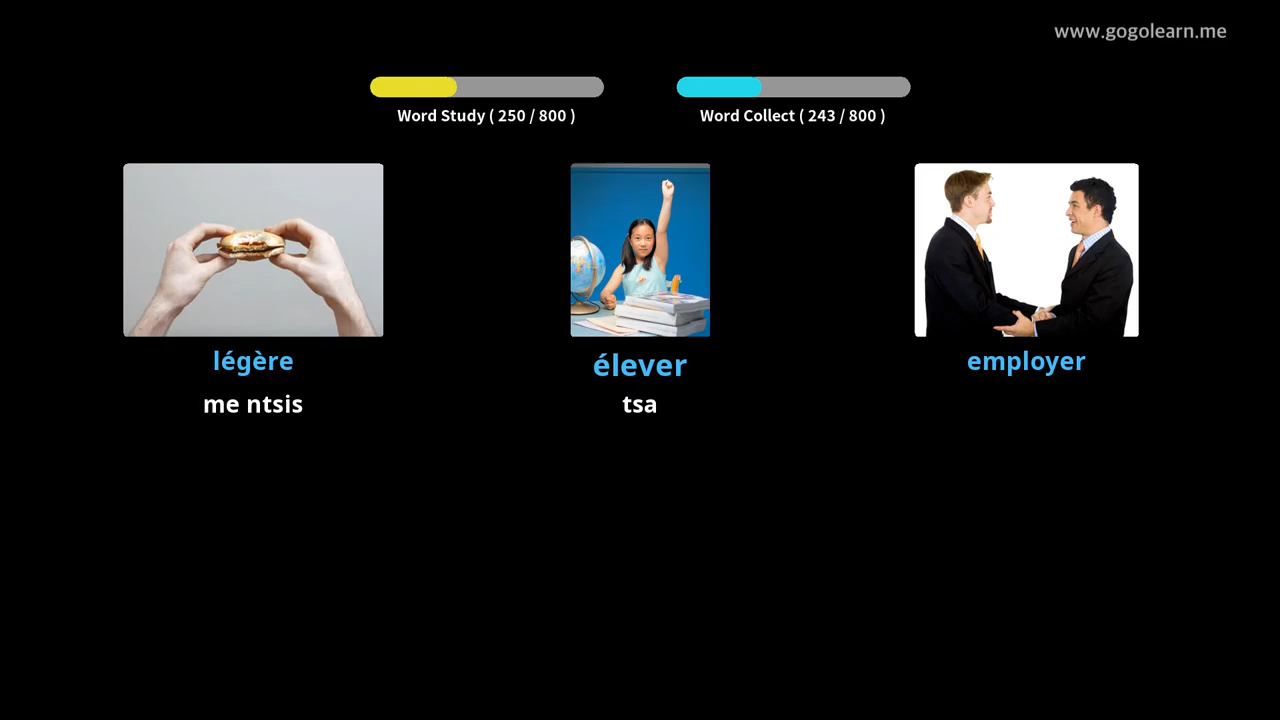 www.gogolearn.me
Word Study ( 250 / 800 )
Word Collect ( 243 / 800 )
légère
élever
employer
me ntsis
tsa